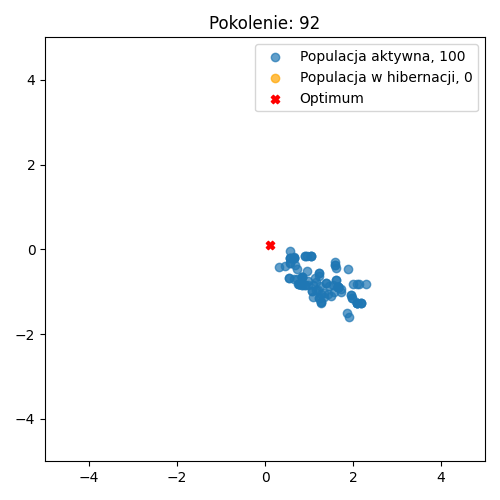 Pokolenie: 92
Populacja aktywna, 100
Populacja w hibernacji, 0
Optimum
4
2
0
−2
−4
−4 −2 0 2 4